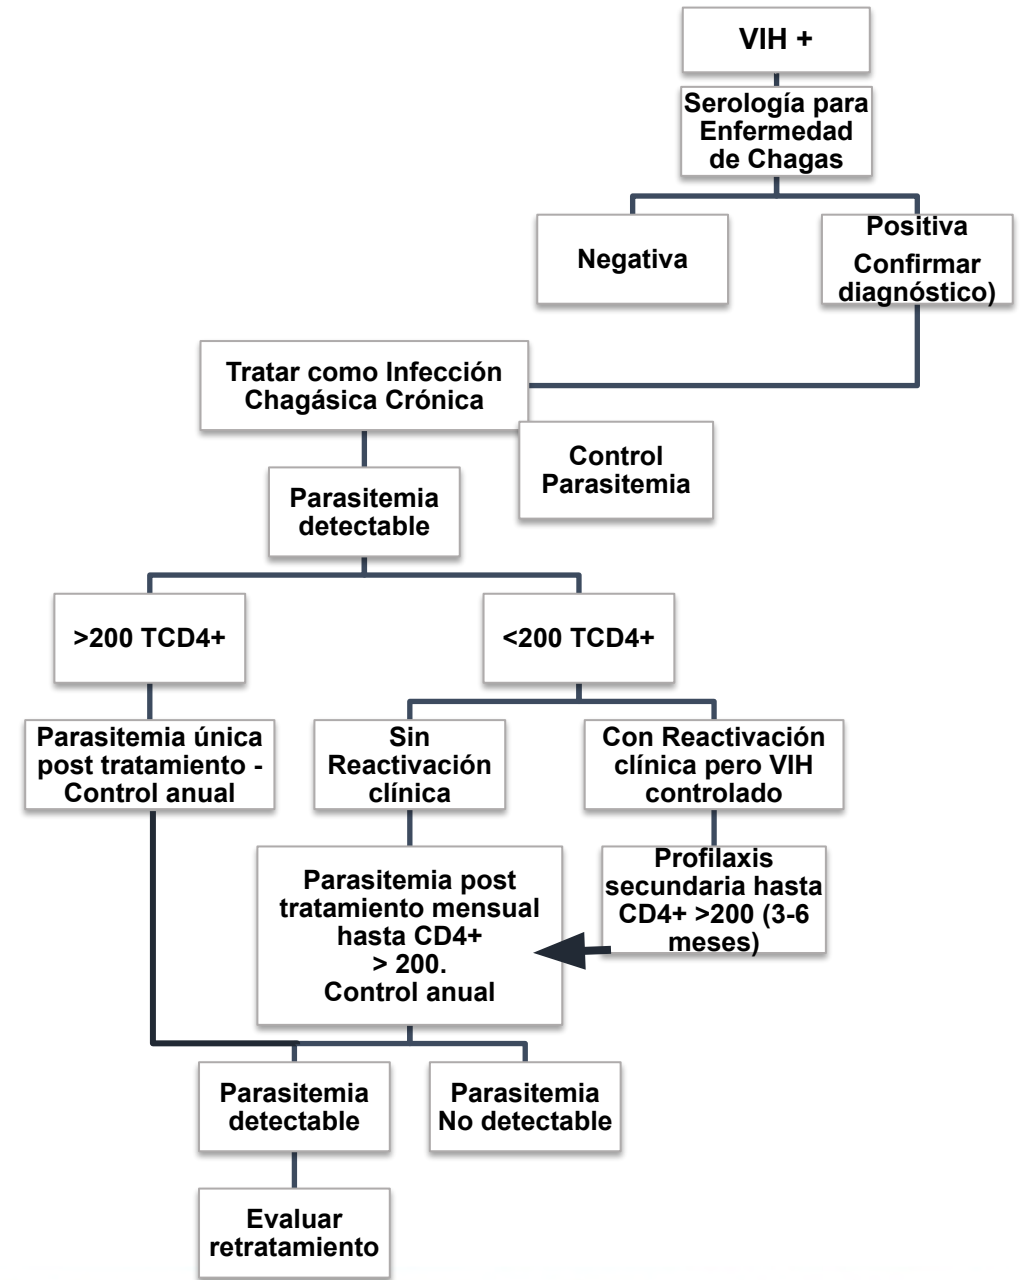 VIH +
Serología para
Enfermedad
de Chagas
Negativa
Positiva
Confirmar
diagnóstico)
Tratar como Infección
Chagásica Crónica
Control
Parasitemia
Parasitemia
detectable
>200 TCD4+
<200 TCD4+
Parasitemia única
post tratamiento -
Control anual
Sin
Reactivación
clínica
Con Reactivación
clínica pero VIH
controlado
Parasitemia post
tratamiento mensual
hasta CD4+
> 200.
Control anual
Profilaxis
secundaria hasta
CD4+ >200 (3-6
meses)
Parasitemia
detectable
Parasitemia
No detectable
Evaluar
retratamiento